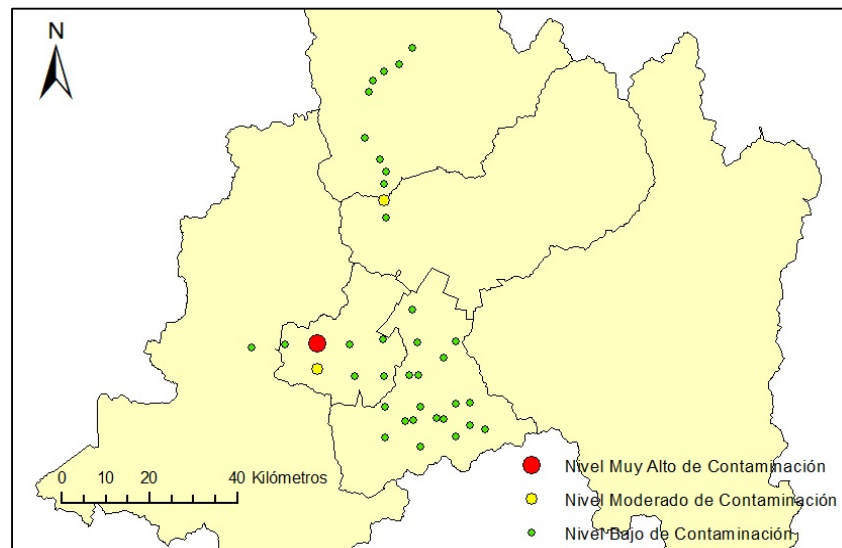 N
0 10 20 40 Kilómetros
Nivel Muy Alto de Contaminación
Nivel Moderado de Contaminación
Nivel Bajo de Contaminación